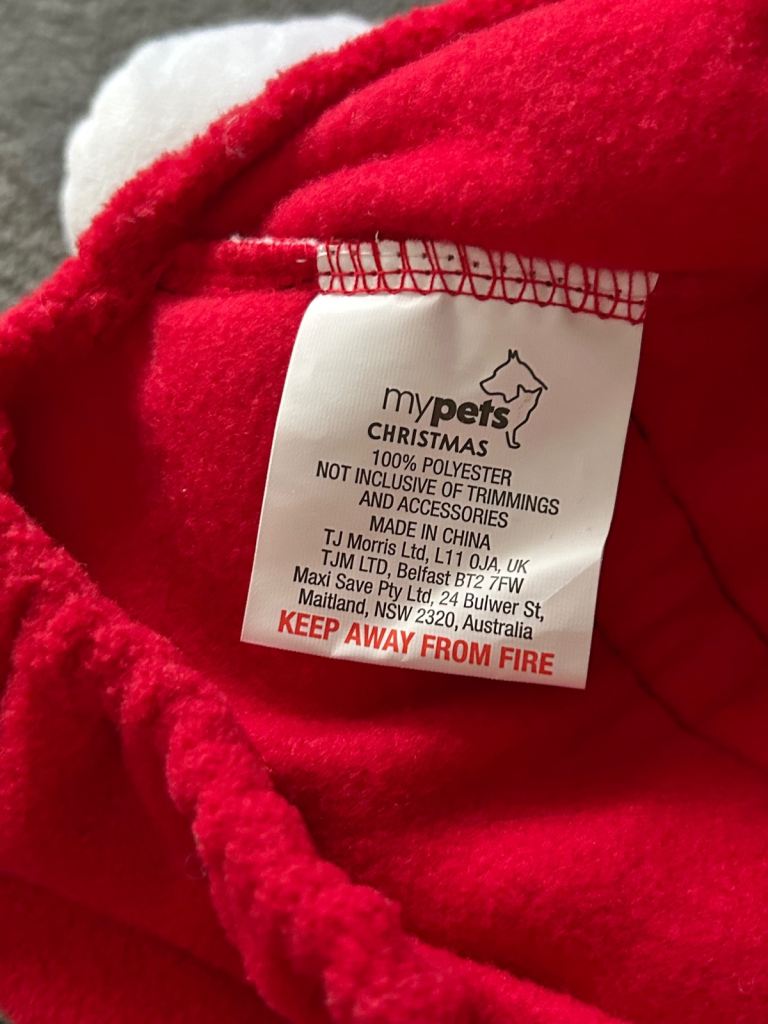 mypets
CHRISTMAS
100% POLYESTER
NOT INCLUSIVE OF TRIMMINGS
AND ACCESSORIES
MADE IN CHINA
TJ Morris Ltd, L11 0JA, UK
TJM LTD, Belfast BT2 7FW
Maxi Save Pty Ltd, 24 Bulwer St,
Maitland, NSW 2320, Australia
KEEP AWAY FROM FIRE